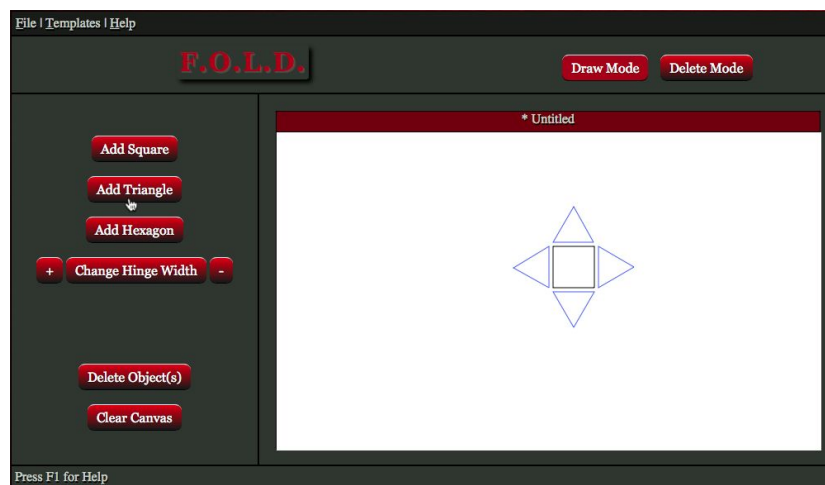 File | Templates | Help
F.O.L.D.
Draw Mode Delete Mode
* Untitled
Add Square
Add Triangle
Add Hexagon
+ Change Hinge Width -
Delete Object(s)
Clear Canvas
Press F1 for Help